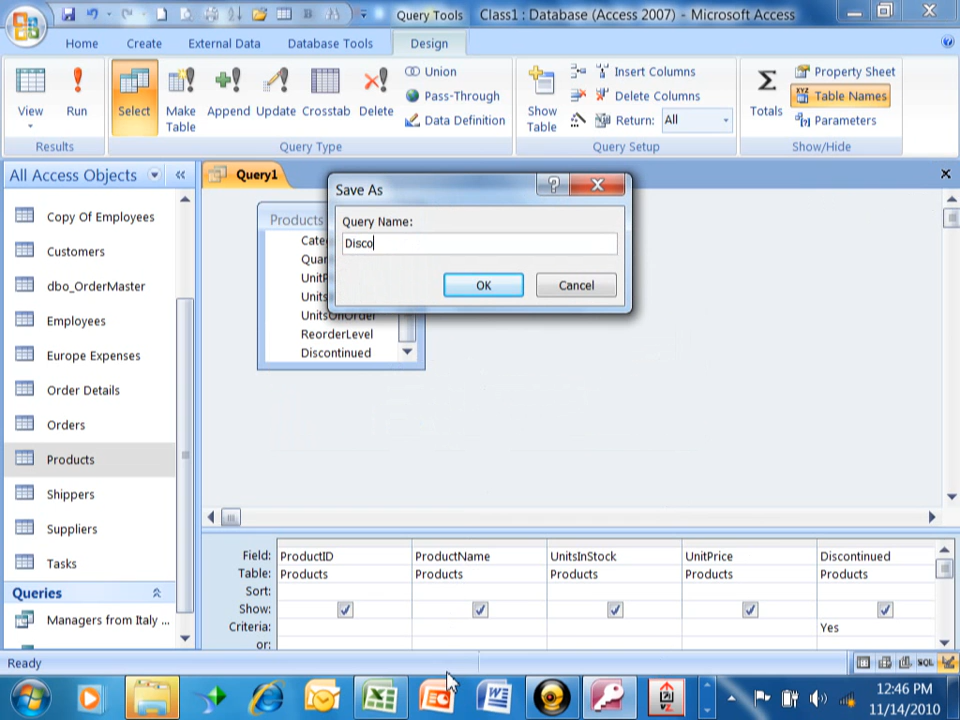 Query Tools Class1 : Database (Access 2007) - Microsoft Access
Home Create External Data Database Tools Design
View
Run
Select
Make Table
Append
Update
Crosstab
Delete
Union
Pass-Through
Data Definition
Show Table
Insert Columns
Delete Columns
Return: All
Totals
Property Sheet
Table Names
Parameters
Results Query Type Query Setup Show/Hide
All Access Objects
Copy Of Employees
Customers
dbo_OrderMaster
Employees
Europe Expenses
Order Details
Orders
Products
Shippers
Suppliers
Tasks
Queries
Managers from Italy ...
Query1
Products
ReorderLevel
Discontinued
Save As
Query Name:
Disco
OK Cancel
Field: ProductID ProductName UnitsInStock UnitPrice Discontinued
Table: Products Products Products Products Products
Sort:
Show:
Criteria: Yes
or:
Ready
SQL
12:46 PM
11/14/2010